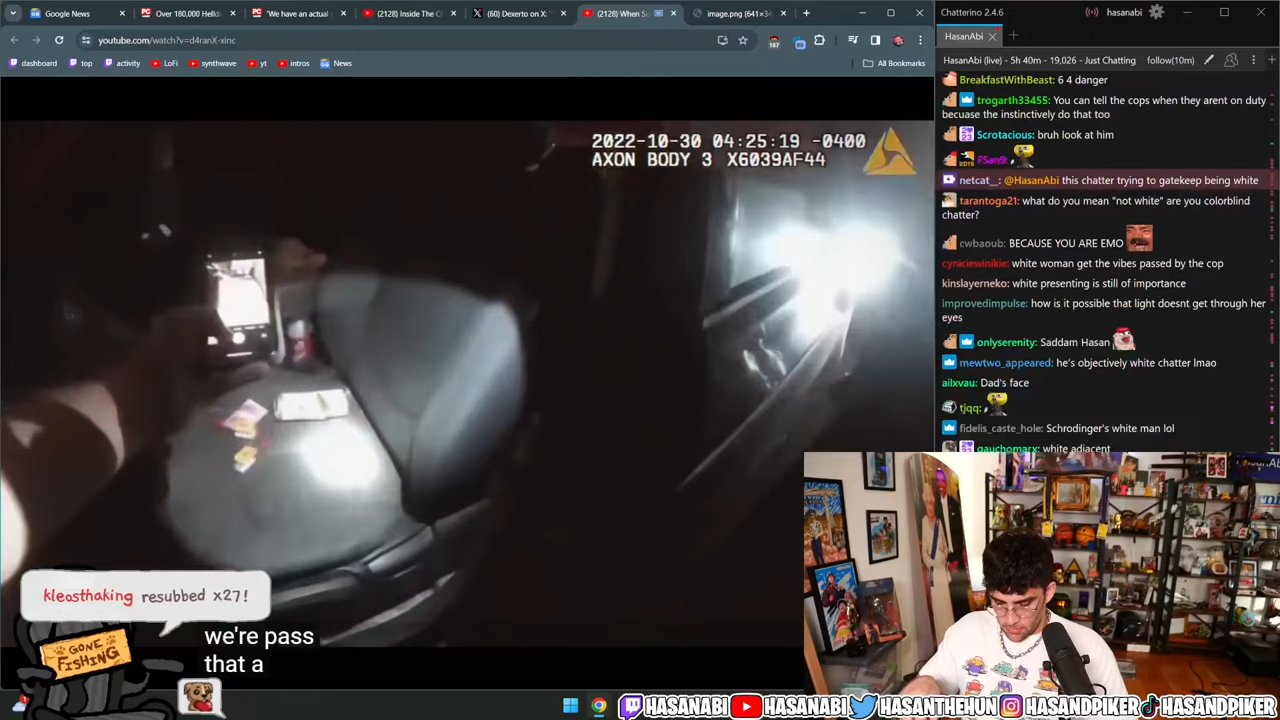 Google News
Over 180,000 Helld
"We have an actual
(2128) Inside The C
(60) Dexerto on X:
(2128) When S
image.png (641×34
youtube.com/watch?v=d4ranX-xinc
187
dashboard
top
activity
LoFi
synthwave
yt
intros
News
All Bookmarks
2022-10-30 04:25:19 -0400
AXON BODY 3 X6039AF44
kleosthaking resubbed x27!
GONE
FISHING
we're pass
that a
Chatterino 2.4.6
hasanabi
HasanAbi
HasanAbi (live) - 5h 40m - 19,026 - Just Chatting
follow(10m)
BreakfastWithBeast: 6 4 danger
trogarth33455: You can tell the cops when they arent on duty
becuase the instinctively do that too
Scrotacious: bruh look at him
FSan9:
netcat__: @HasanAbi this chatter trying to gatekeep being white
tarantoga21: what do you mean "not white" are you colorblind
chatter?
cwbaoub: BECAUSE YOU ARE EMO
cyniciewinikie: white woman get the vibes passed by the cop
kinslayerneko: white presenting is still of importance
improvedimpulse: how is it possible that light doesnt get through her
eyes
onlyserenity: Saddam Hasan
mewtwo_appeared: he's objectively white chatter lmao
ailxvau: Dad's face
tjqq:
fidelis_caste_hole: Schrodinger's white man lol
gauchomarx: white adjacent
HASANABI
HASANABI
HASANTHEHUN
HASANDPIKER
HASANDPIKER